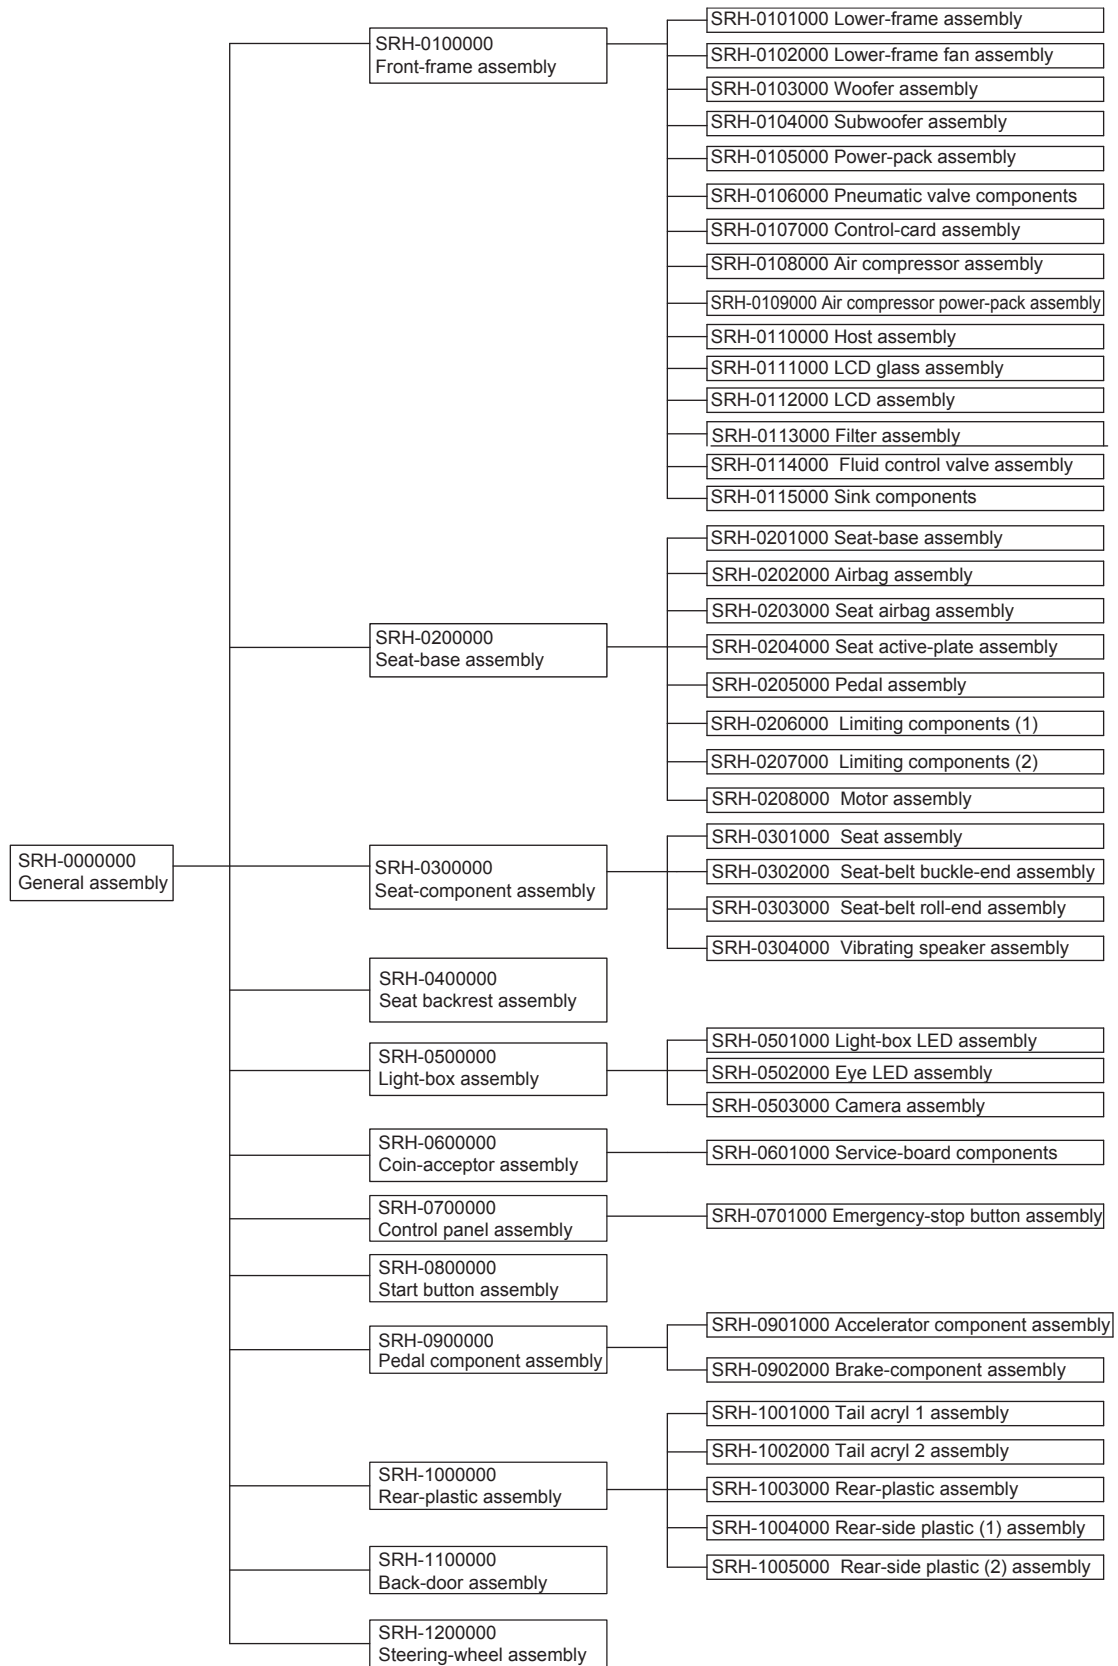 SRH-0000000
General assembly
SRH-0100000
Front-frame assembly
SRH-0101000 Lower-frame assembly
SRH-0102000 Lower-frame fan assembly
SRH-0103000 Woofer assembly
SRH-0104000 Subwoofer assembly
SRH-0105000 Power-pack assembly
SRH-0106000 Pneumatic valve components
SRH-0107000 Control-card assembly
SRH-0108000 Air compressor assembly
SRH-0109000 Air compressor power-pack assembly
SRH-0110000 Host assembly
SRH-0111000 LCD glass assembly
SRH-0112000 LCD assembly
SRH-0113000 Filter assembly
SRH-0114000 Fluid control valve assembly
SRH-0115000 Sink components
SRH-0200000
Seat-base assembly
SRH-0201000 Seat-base assembly
SRH-0202000 Airbag assembly
SRH-0203000 Seat airbag assembly
SRH-0204000 Seat active-plate assembly
SRH-0205000 Pedal assembly
SRH-0206000 Limiting components (1)
SRH-0207000 Limiting components (2)
SRH-0208000 Motor assembly
SRH-0300000
Seat-component assembly
SRH-0301000 Seat assembly
SRH-0302000 Seat-belt buckle-end assembly
SRH-0303000 Seat-belt roll-end assembly
SRH-0304000 Vibrating speaker assembly
SRH-0400000
Seat backrest assembly
SRH-0500000
Light-box assembly
SRH-0501000 Light-box LED assembly
SRH-0502000 Eye LED assembly
SRH-0503000 Camera assembly
SRH-0600000
Coin-acceptor assembly
SRH-0601000 Service-board components
SRH-0700000
Control panel assembly
SRH-0701000 Emergency-stop button assembly
SRH-0800000
Start button assembly
SRH-0900000
Pedal component assembly
SRH-0901000 Accelerator component assembly
SRH-0902000 Brake-component assembly
SRH-1000000
Rear-plastic assembly
SRH-1001000 Tail acryl 1 assembly
SRH-1002000 Tail acryl 2 assembly
SRH-1003000 Rear-plastic assembly
SRH-1004000 Rear-side plastic (1) assembly
SRH-1005000 Rear-side plastic (2) assembly
SRH-1100000
Back-door assembly
SRH-1200000
Steering-wheel assembly